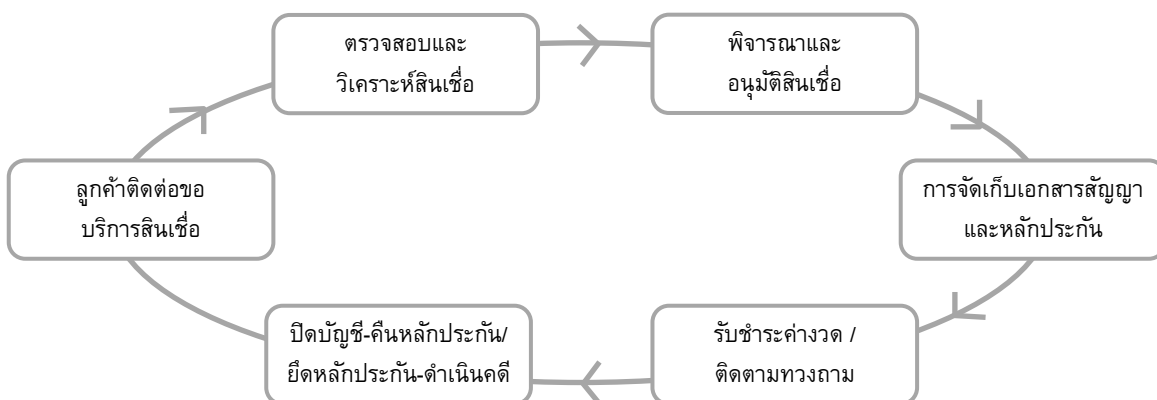 ตรวจสอบและ
วิเคราะห์สินเชื่อ
พิจารณาและ
อนุมัติสินเชื่อ
ลูกค้าติดต่อขอ
บริการสินเชื่อ
การจัดเก็บเอกสารสัญญา
และหลักประกัน
ปิดบัญชี-คืนหลักประกัน/
ยึดหลักประกัน-ดำเนินคดี
รับชำระค่างวด /
ติดตามทวงถาม